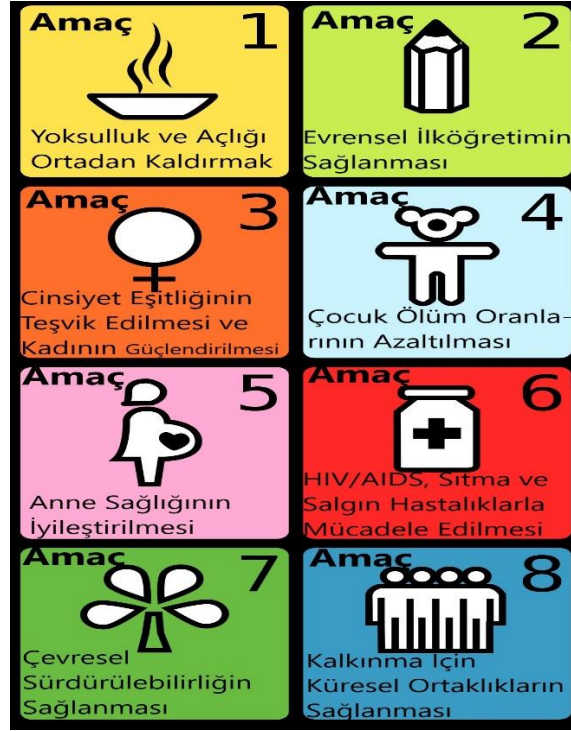 Amaç 1
Yoksulluk ve Açlığı
Ortadan Kaldırmak
Amaç 2
Evrensel İlköğretimin
Sağlanması
Amaç 3
Cinsiyet Eşitliğinin
Teşvik Edilmesi ve
Kadının Güçlendirilmesi
Amaç 4
Çocuk Ölüm Oranla-
rının Azaltılması
Amaç 5
Anne Sağlığının
İyileştirilmesi
Amaç 6
HIV/AIDS, Sıtma ve
Salgın Hastalıklarla
Mücadele Edilmesi
Amaç 7
Çevresel
Sürdürülebilirliğin
Sağlanması
Amaç 8
Kalkınma İçin
Küresel Ortaklıkların
Sağlanması